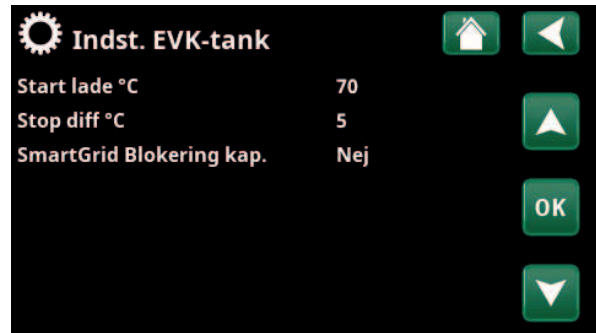 Indst. EVK-tank
Start lade °C 70
Stop diff °C 5
SmartGrid Blokering kap. Nej
OK